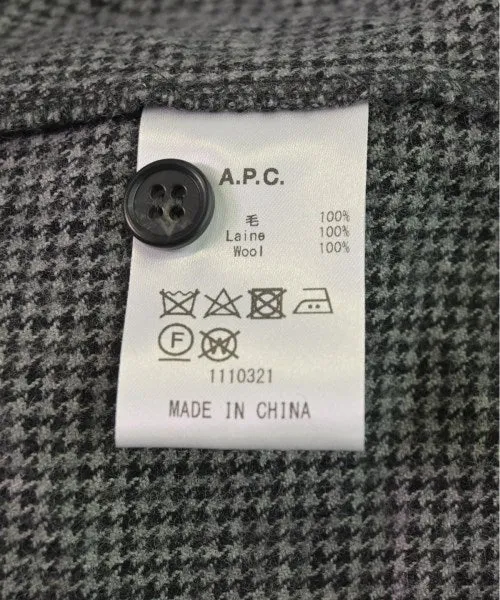 A.P.C.
毛 100%
Laine 100%
Wool 100%
F W
1110321
MADE IN CHINA